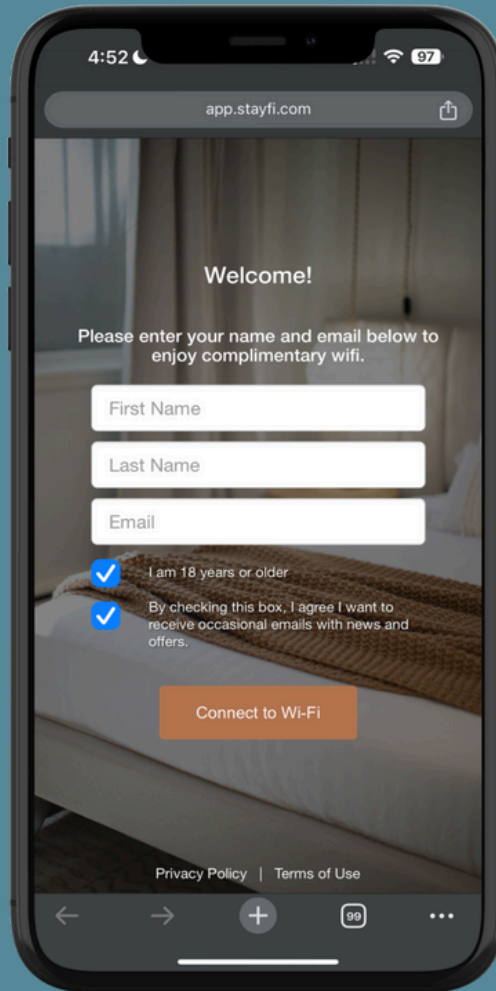 4:52
97
app.stayfi.com
Welcome!
Please enter your name and email below to
enjoy complimentary wifi.
First Name
Last Name
Email
I am 18 years or older
By checking this box, I agree I want to
receive occasional emails with news and
offers.
Connect to Wi-Fi
Privacy Policy | Terms of Use
99